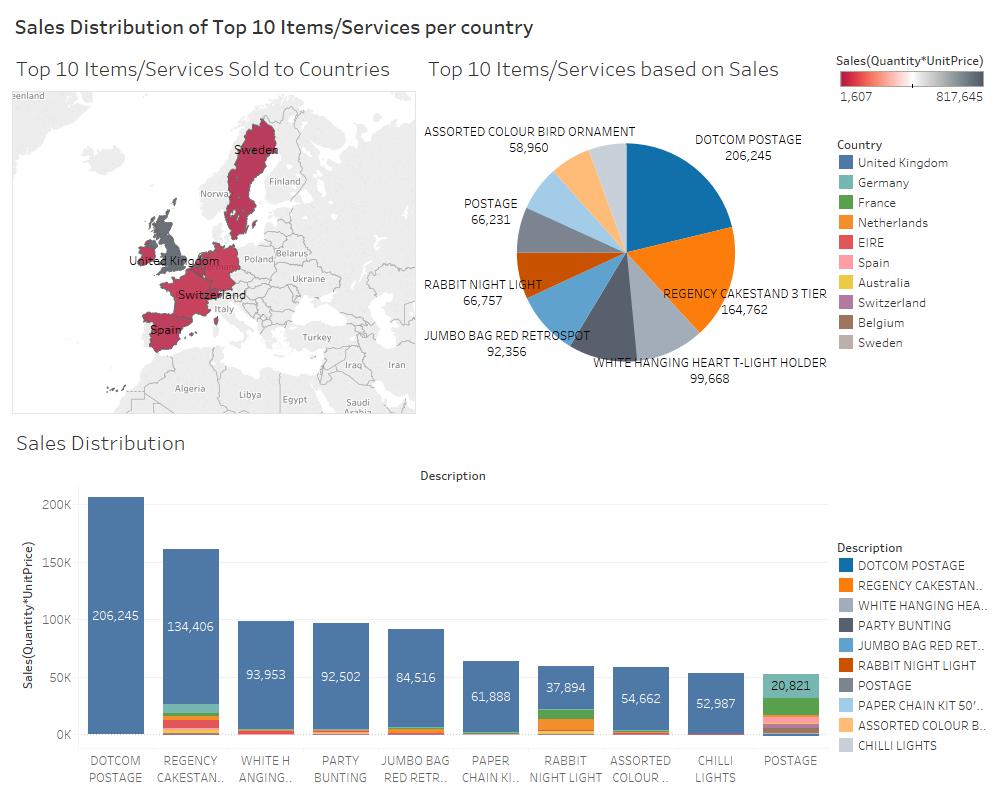 Sales Distribution of Top 10 Items/Services per country
Top 10 Items/Services Sold to Countries
eenland
Sweden
Finland
Norwa
United Kingdom
Poland
Belarus
Ukraine
Switzerland
Italy
Spain
Turkey
Iraq
Iran
Algeria
Libya
Egypt
Saudi
Arabia
Top 10 Items/Services based on Sales
ASSORTED COLOUR BIRD ORNAMENT
58,960
DOTCOM POSTAGE
206,245
POSTAGE
66,231
RABBIT NIGHT LIGHT
66,757
REGENCY CAKESTAND 3 TIER
164,762
JUMBO BAG RED RETROSPOT
92,356
WHITE HANGING HEART T-LIGHT HOLDER
99,668
Sales(Quantity*UnitPrice)
1,607 817,645
Country
United Kingdom
Germany
France
Netherlands
EIRE
Spain
Australia
Switzerland
Belgium
Sweden
Sales Distribution
Description
Sales(Quantity*UnitPrice)
200K
150K
100K
50K
0K
206,245
134,406
93,953
92,502
84,516
61,888
37,894
54,662
52,987
20,821
DOTCOM
POSTAGE
REGENCY
CAKESTAN..
WHITE H
ANGING..
PARTY
BUNTING
JUMBO BAG
RED RETR..
PAPER
CHAIN KI..
RABBIT
NIGHT LIGHT
ASSORTED
COLOUR ..
CHILLI
LIGHTS
POSTAGE
Description
DOTCOM POSTAGE
REGENCY CAKESTAN..
WHITE HANGING HEA..
PARTY BUNTING
JUMBO BAG RED RET..
RABBIT NIGHT LIGHT
POSTAGE
PAPER CHAIN KIT 50'..
ASSORTED COLOUR B..
CHILLI LIGHTS